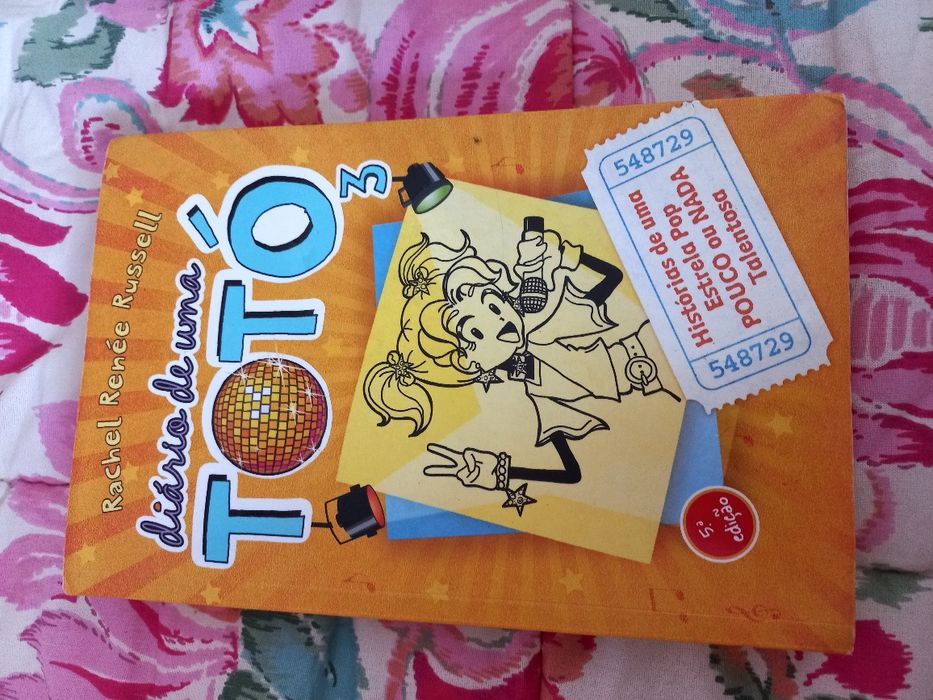 Rachel Renée Russell
diário de uma
TOTÓ 3
548729
Histórias de uma
Estrella Pop
POUCO ou NADA
Talentosa
548729
5.ª
edição